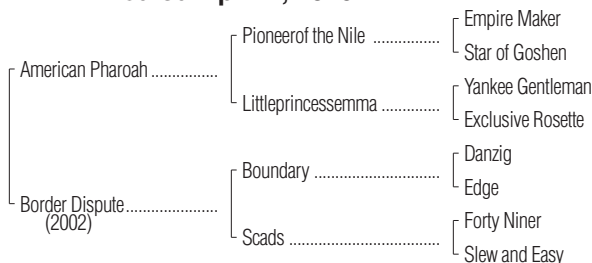 Empire Maker
Pioneerof the Nile
Star of Goshen
American Pharoah
Yankee Gentleman
Littleprincessemma
Exclusive Rosette
Danzig
Boundary
Edge
Border Dispute
(2002)
Forty Niner
Scads
Slew and Easy